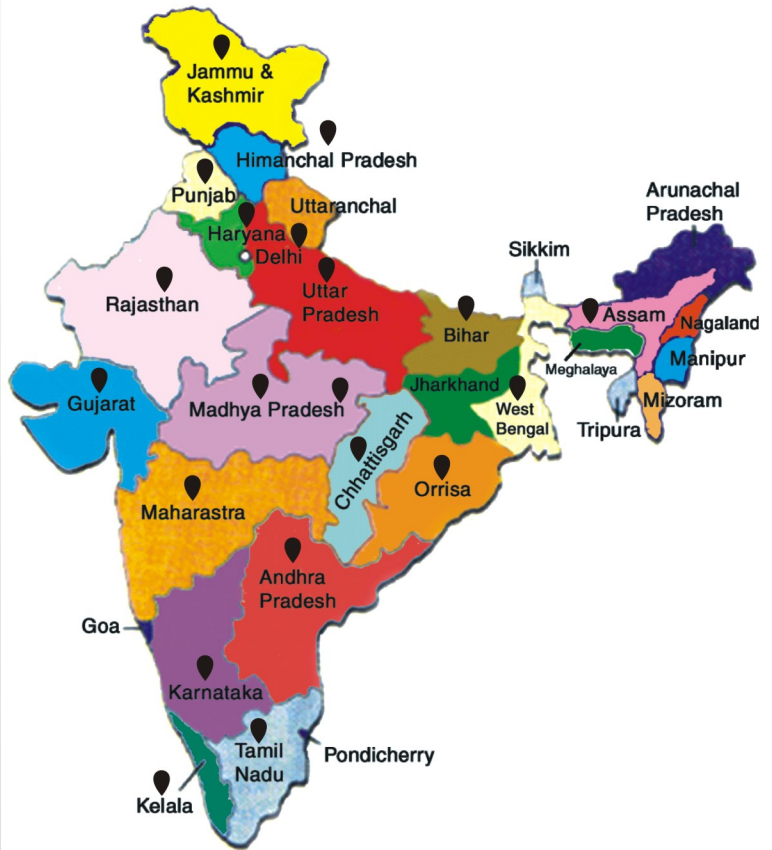 Jammu &
Kashmir
Himanchal Pradesh
Punjab
Uttaranchal
Arunachal
Pradesh
Haryana
Delhi
Sikkim
Uttar
Pradesh
Rajasthan
Assam
Nagaland
Bihar
Meghalaya
Manipur
Jharkhand
Gujarat
Madhya Pradesh
West
Bengal
Mizoram
Tripura
Chhattisgarh
Orrisa
Maharastra
Andhra
Pradesh
Goa
Karnataka
Tamil
Nadu
Pondicherry
Kelala